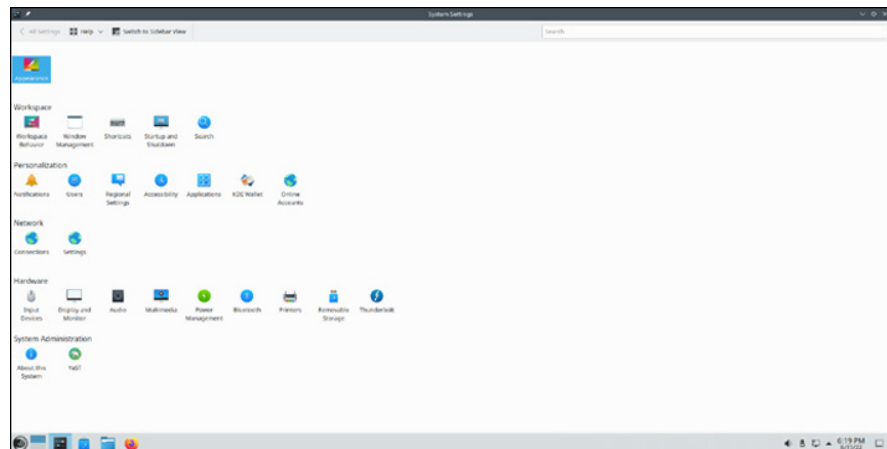 System Settings
All Settings Help Switch to Sidebar View Search
Appearance
Workspace
Workspace Behavior
Window Management
Shortcuts
Startup and Shutdown
Search
Personalization
Notifications
Users
Regional Settings
Accessibility
Applications
KDE Wallet
Online Accounts
Network
Connections
Settings
Hardware
Input Devices
Display and Monitor
Audio
Multimedia
Power Management
Bluetooth
Printers
Removable Storage
Thunderbolt
System Administration
About this System
YaST
6:19 PM